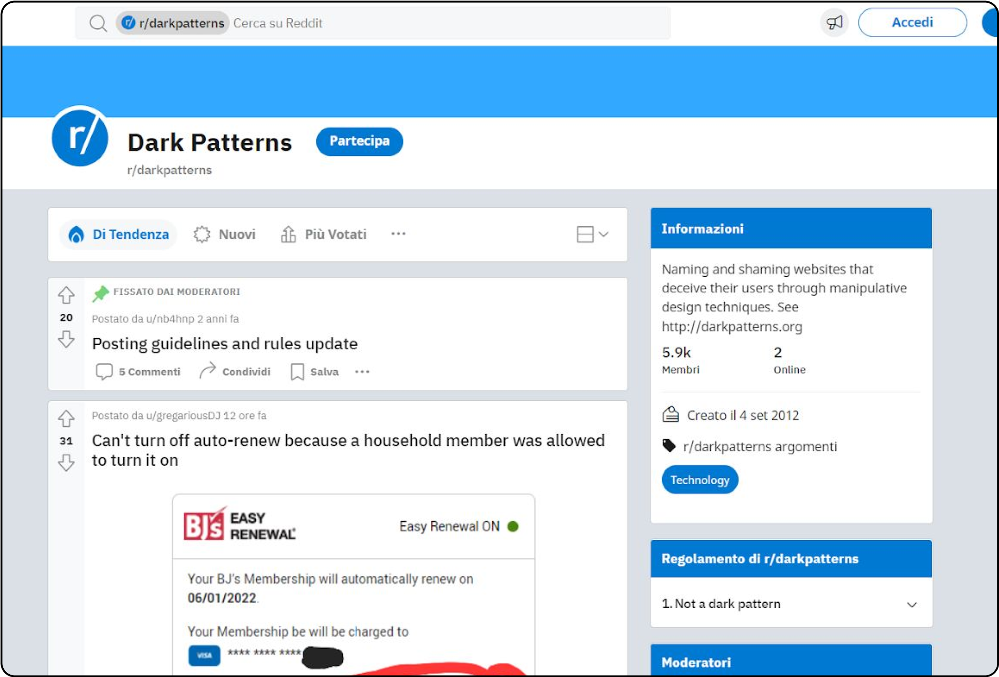 r/darkpatterns Cerca su Reddit
Accedi
r/
Dark Patterns
Partecipa
r/darkpatterns
Di Tendenza
Nuovi
Più Votati
FISSATO DAI MODERATORI
20
Postato da u/nb4hnp 2 anni fa
Posting guidelines and rules update
5 Commenti
Condividi
Salva
Postato da u/gregariousDJ 12 ore fa
31
Can't turn off auto-renew because a household member was allowed
to turn it on
BJ's
EASY
RENEWAL
Easy Renewal ON
Your BJ's Membership will automatically renew on
06/01/2022.
Your Membership be will be charged to
VISA
**** **** ****
Informazioni
Naming and shaming websites that
deceive their users through manipulative
design techniques. See
http://darkpatterns.org
5.9k
2
Membri
Online
Creato il 4 set 2012
r/darkpatterns argomenti
Technology
Regolamento di r/darkpatterns
1. Not a dark pattern
Moderatori